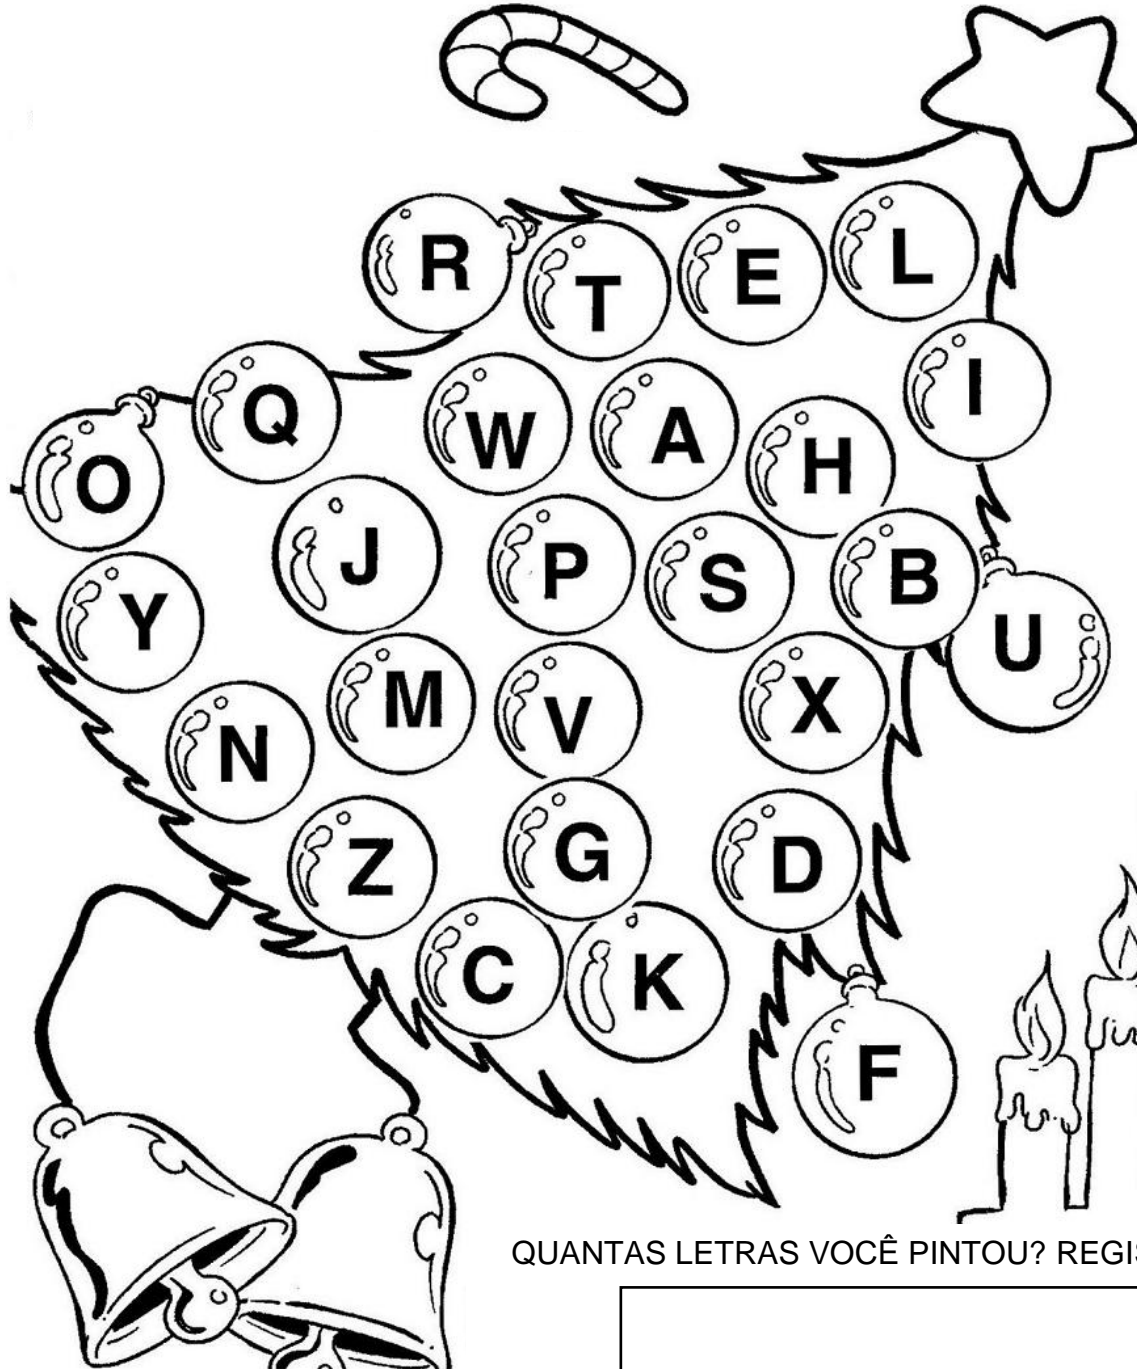 R T E L
Q W A H I
O J P S B
Y M V X U
N Z G D
C K F
QUANTAS LETRAS VOCÊ PINTOU?